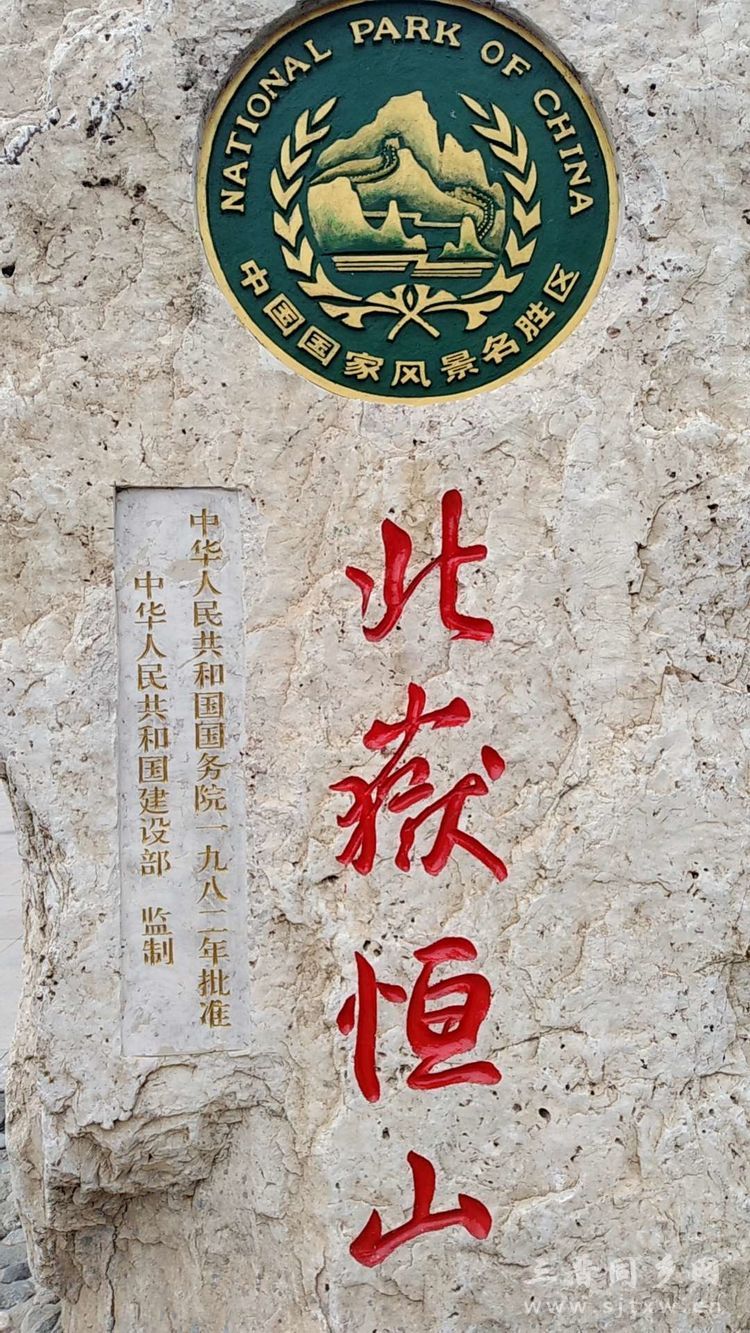 NATIONAL PARK OF CHINA
中国国家风景名胜区
北嶽恒山
中华人民共和国国务院一九八二年批准
中华人民共和国建设部 监制
三晋同乡网
www.sjtxw.cn